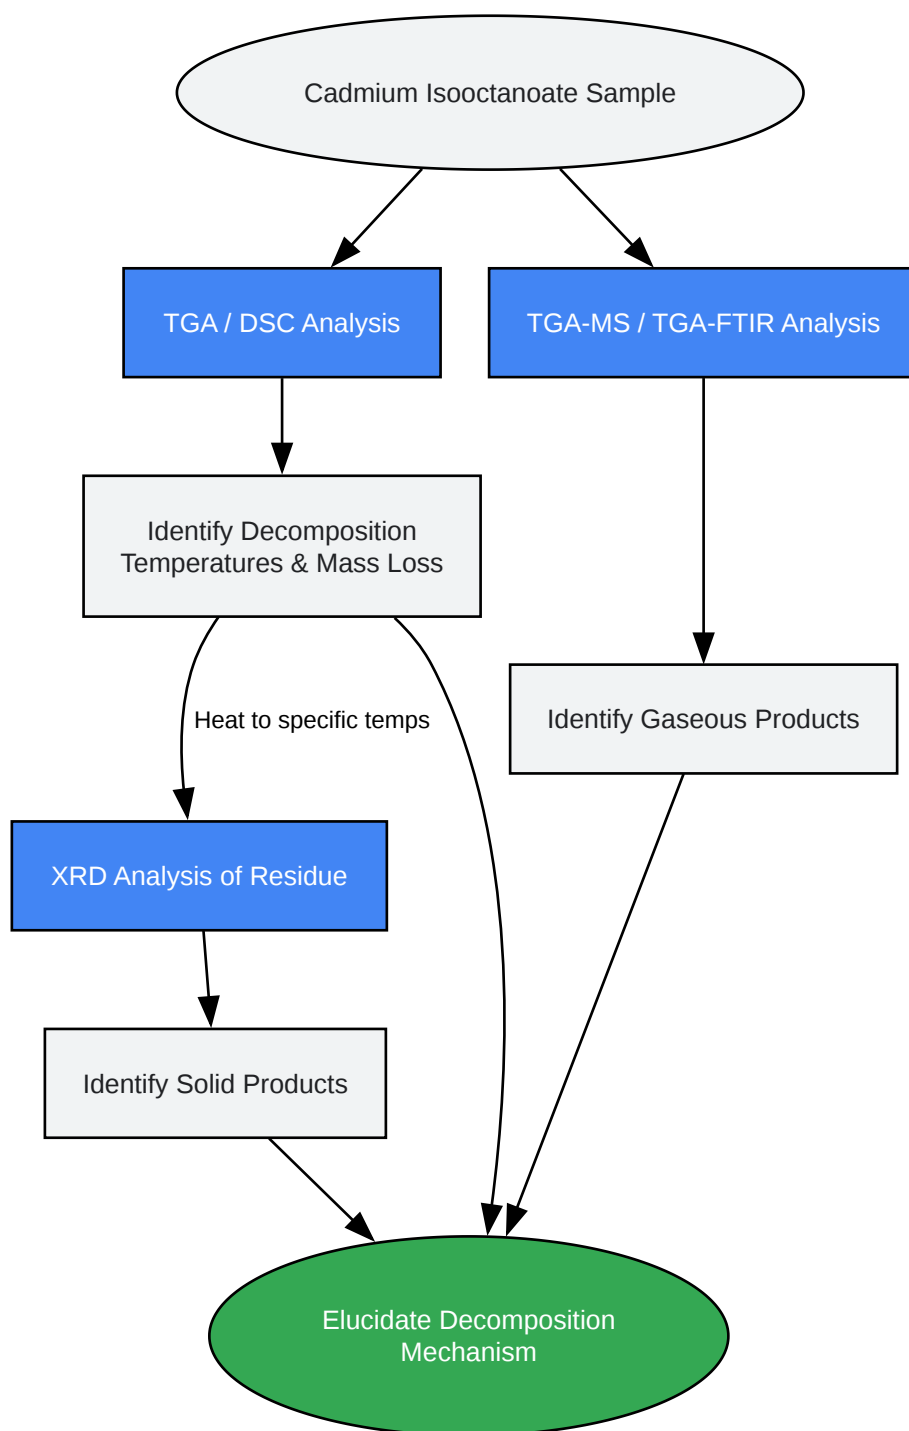 Cadmium Isooctanoate Sample
TGA / DSC Analysis
TGA-MS / TGA-FTIR Analysis
Identify Decomposition
Temperatures & Mass Loss
Heat to specific temps
Identify Gaseous Products
XRD Analysis of Residue
Identify Solid Products
Elucidate Decomposition
Mechanism